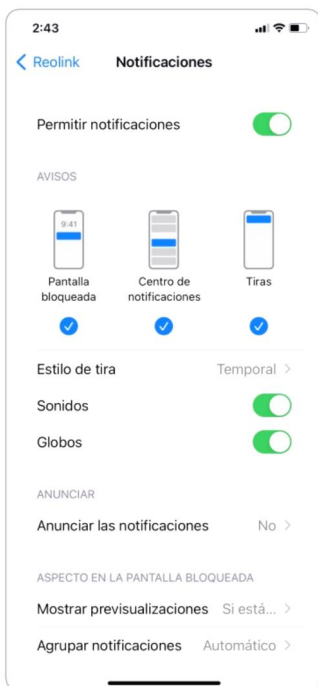 2:43
Reolink Notificaciones
Permitir notificaciones
AVISOS
9:41
Pantalla bloqueada
Centro de notificaciones
Tiras
Estilo de tira Temporal
Sonidos
Globos
ANUNCIAR
Anunciar las notificaciones No
ASPECTO EN LA PANTALLA BLOQUEADA
Mostrar previsualizaciones Si está...
Agrupar notificaciones Automático